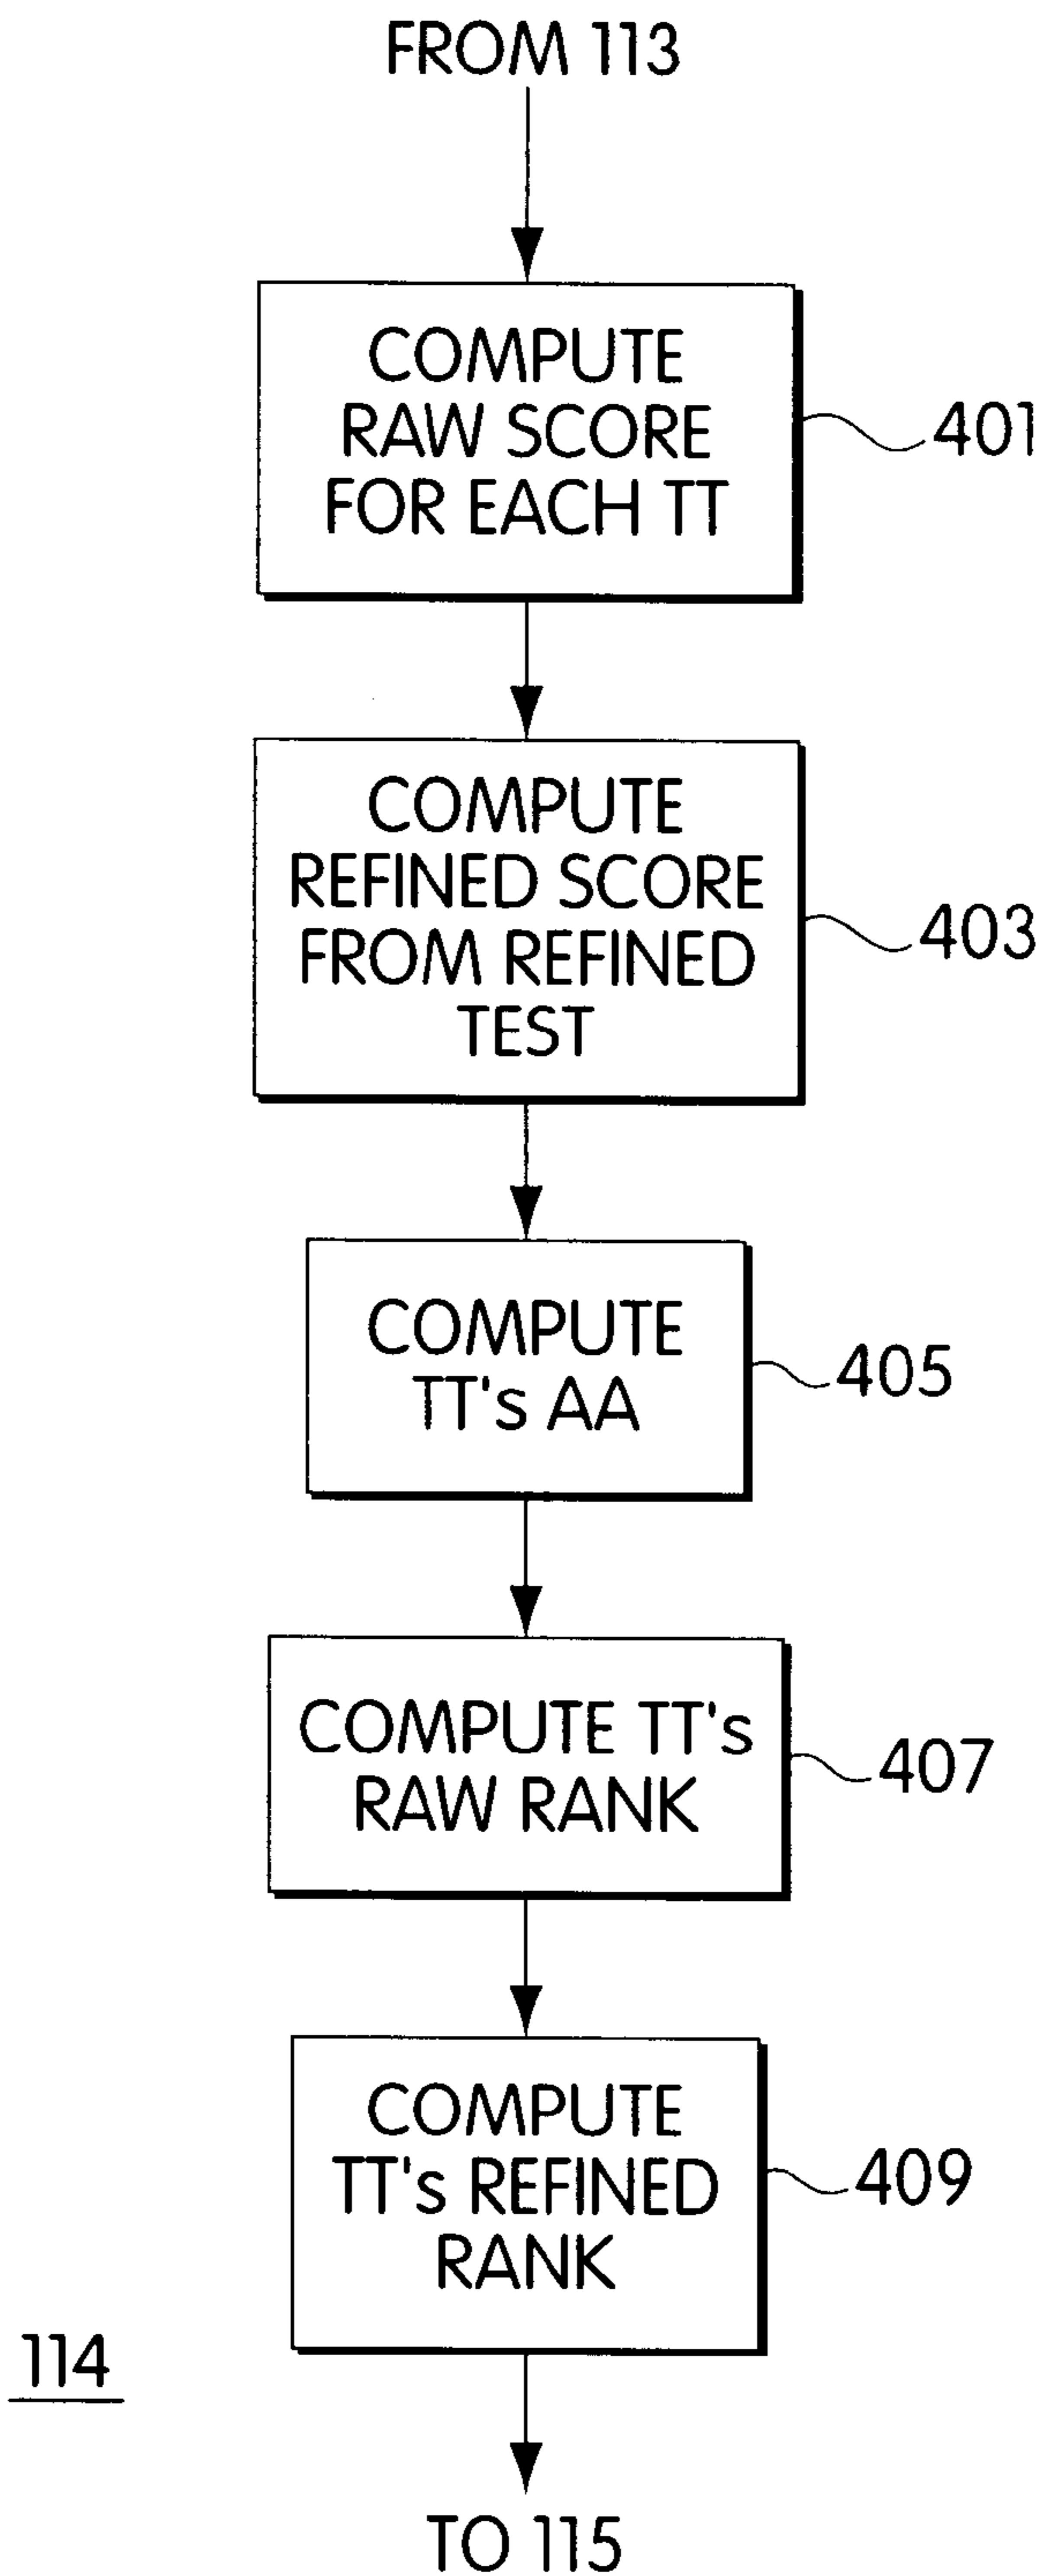 FROM 113
COMPUTE
RAW SCORE
FOR EACH TT
401
COMPUTE
REFINED SCORE
FROM REFINED
TEST
403
COMPUTE
TT's AA
405
COMPUTE TT's
RAW RANK
407
COMPUTE
TT's REFINED
RANK
409
114
TO 115